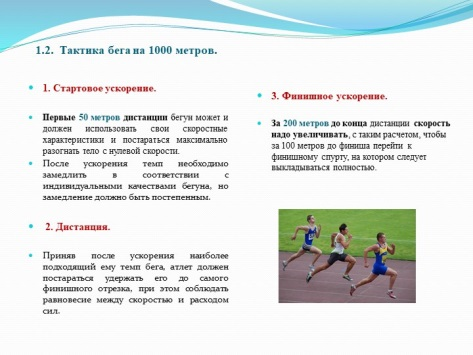 1.2. Тактика бега на 1000 метров.
1. Стартовое ускорение.
Первые 50 метров дистанции бегун может и
должен использовать свои скоростные
характеристики и постараться максимально
разогнать тело с нулевой скорости.
После ускорения темп необходимо
замедлить в соответствии с
индивидуальными качествами бегуна, но
замедление должно быть постепенным.
2. Дистанция.
Приняв после ускорения наиболее
подходящий ему темп бега, атлет должен
постараться удержать его до самого
финишного отрезка, при этом соблюдать
равновесие между скоростью и расходом
сил.
3. Финишное ускорение.
За 200 метров до конца дистанции скорость
надо увеличивать, с таким расчетом, чтобы
за 100 метров до финиша перейти к
финишному спурту, на котором следует
выкладываться полностью.